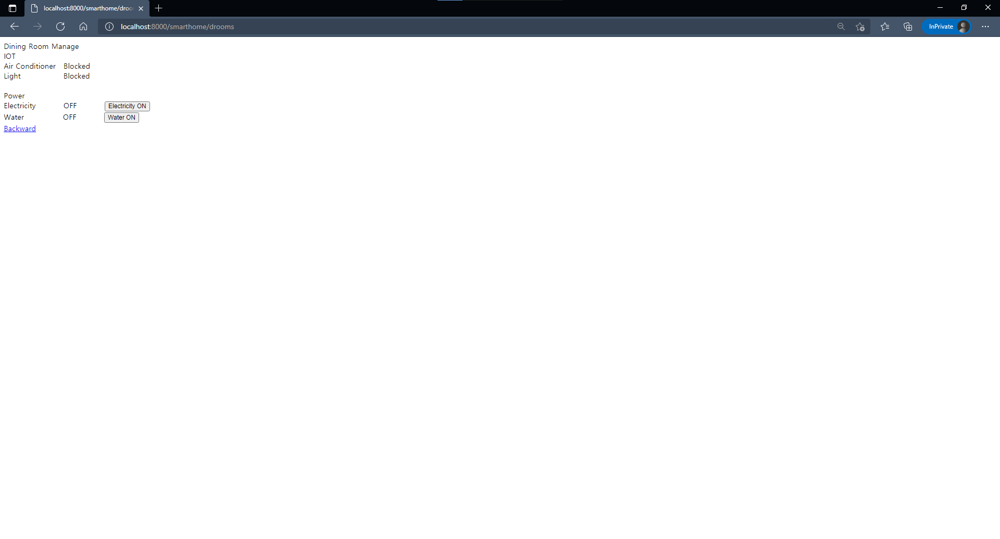 localhost:8000/smarthome/droo
localhost:8000/smarthome/drooms
InPrivate
Dining Room Manage
IOT
Air Conditioner Blocked
Light Blocked
Power
Electricity OFF Electricity ON
Water OFF Water ON
Backward